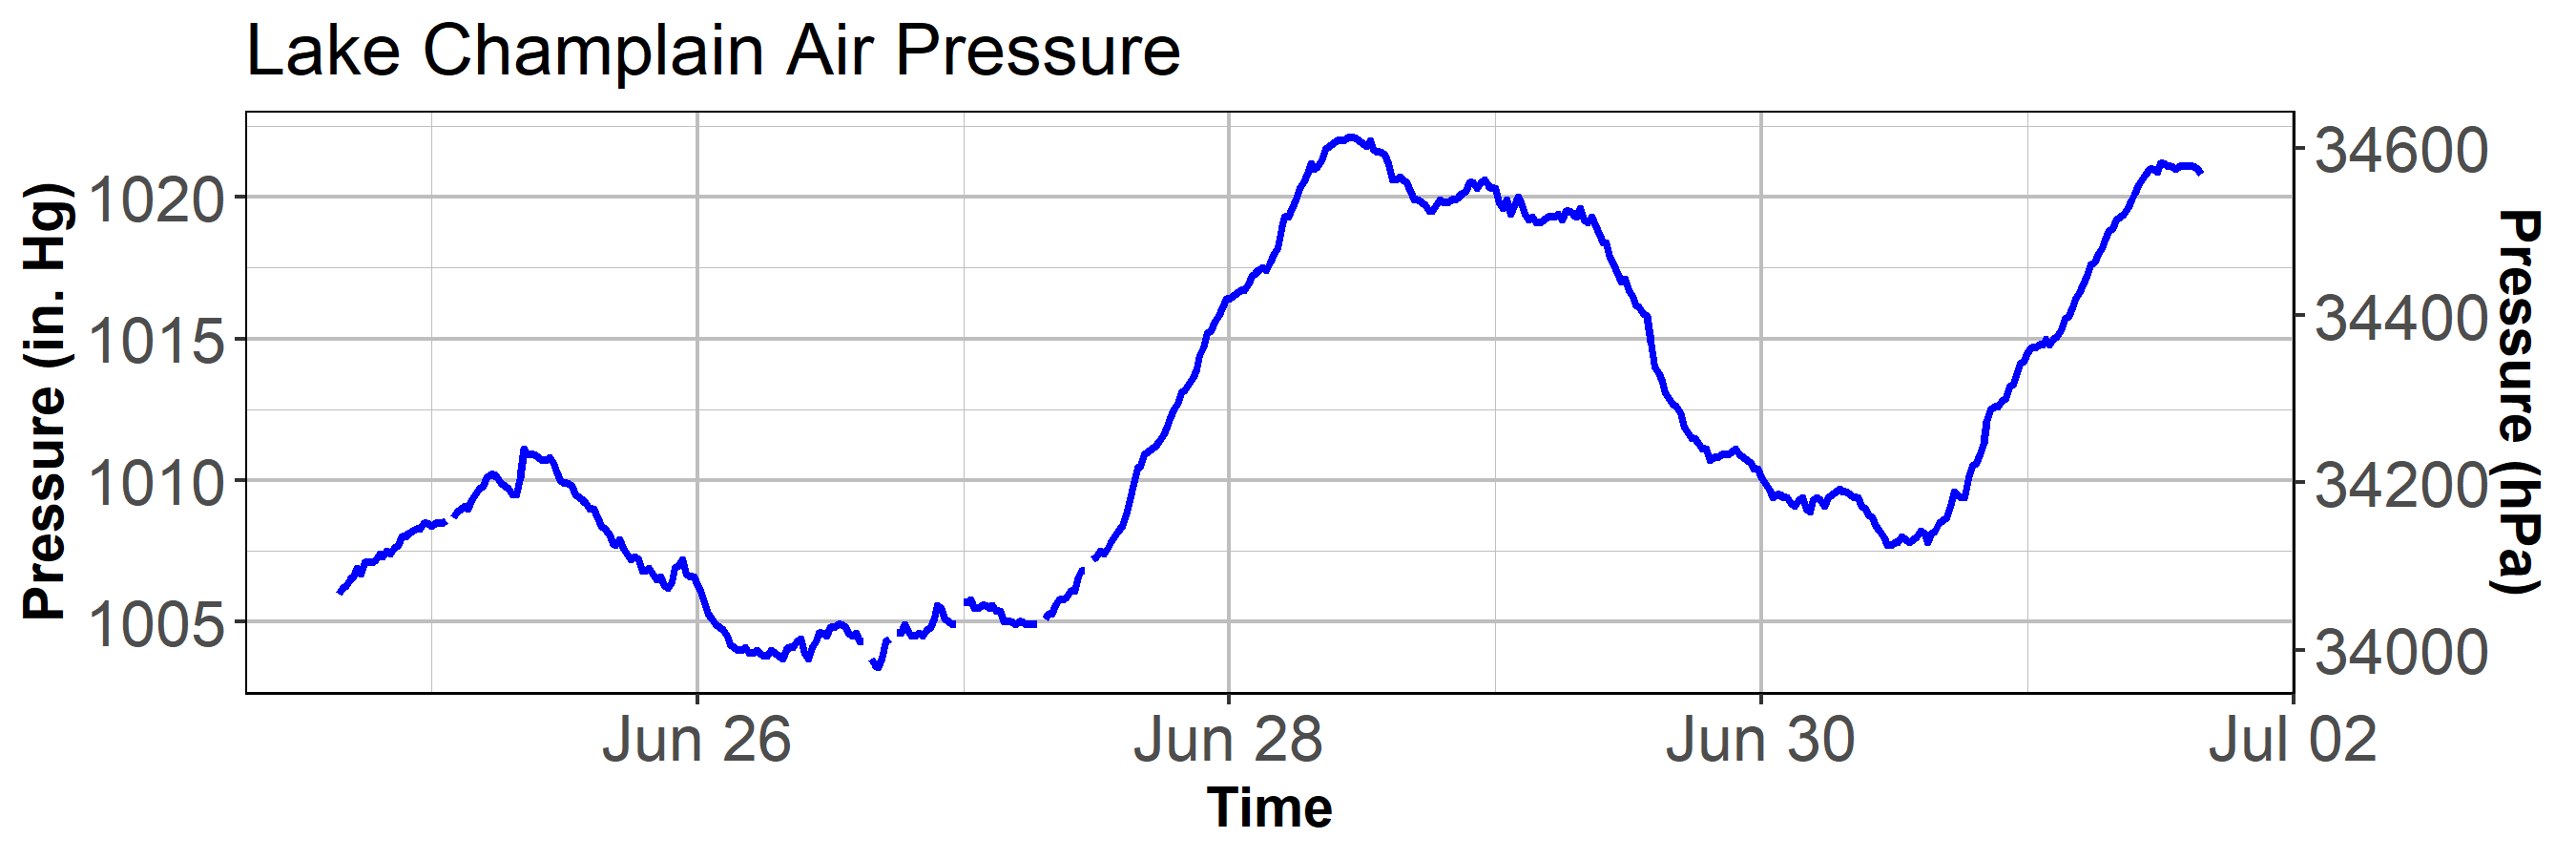 Lake Champlain Air Pressure
Pressure (in. Hg)
1020
1015
1010
1005
34600
34400
34200
34000
Pressure (hPa)
Jun 26
Jun 28
Jun 30
Jul 02
Time